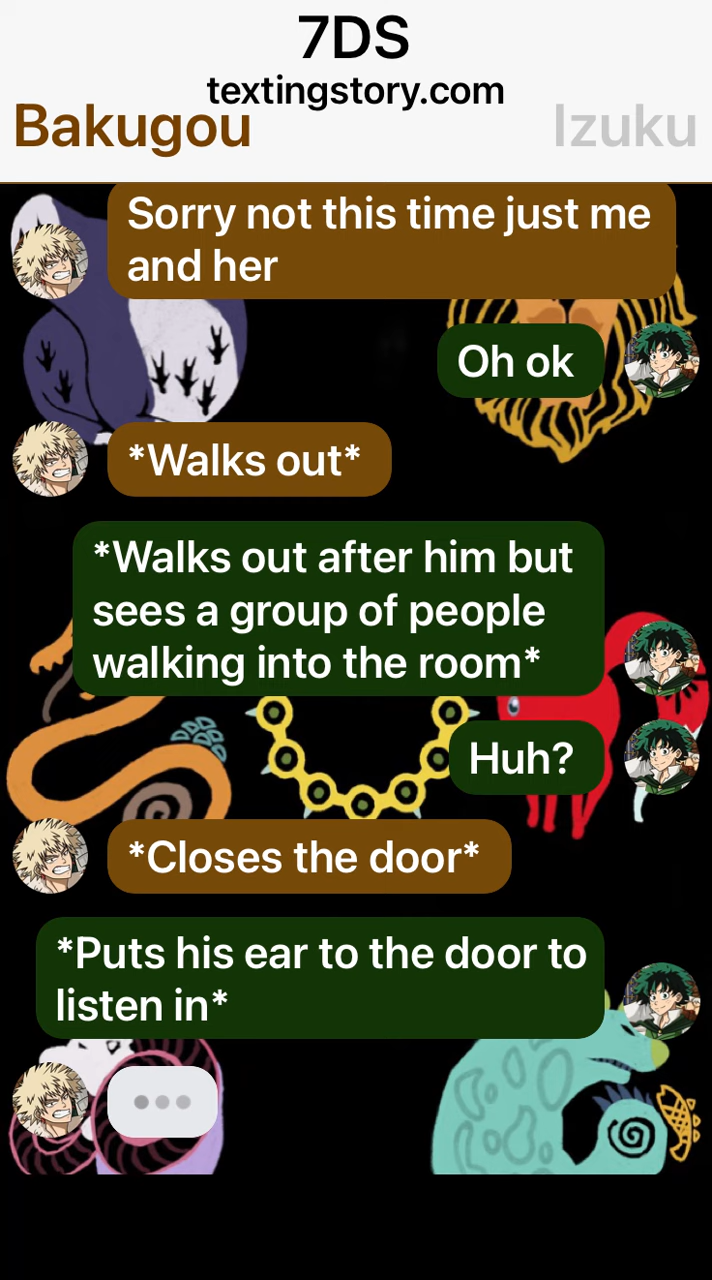 7DS
textingstory.com
Bakugou
Izuku
Sorry not this time just me
and her
Oh ok
*Walks out*
*Walks out after him but
sees a group of people
walking into the room*
Huh?
*Closes the door*
*Puts his ear to the door to
listen in*